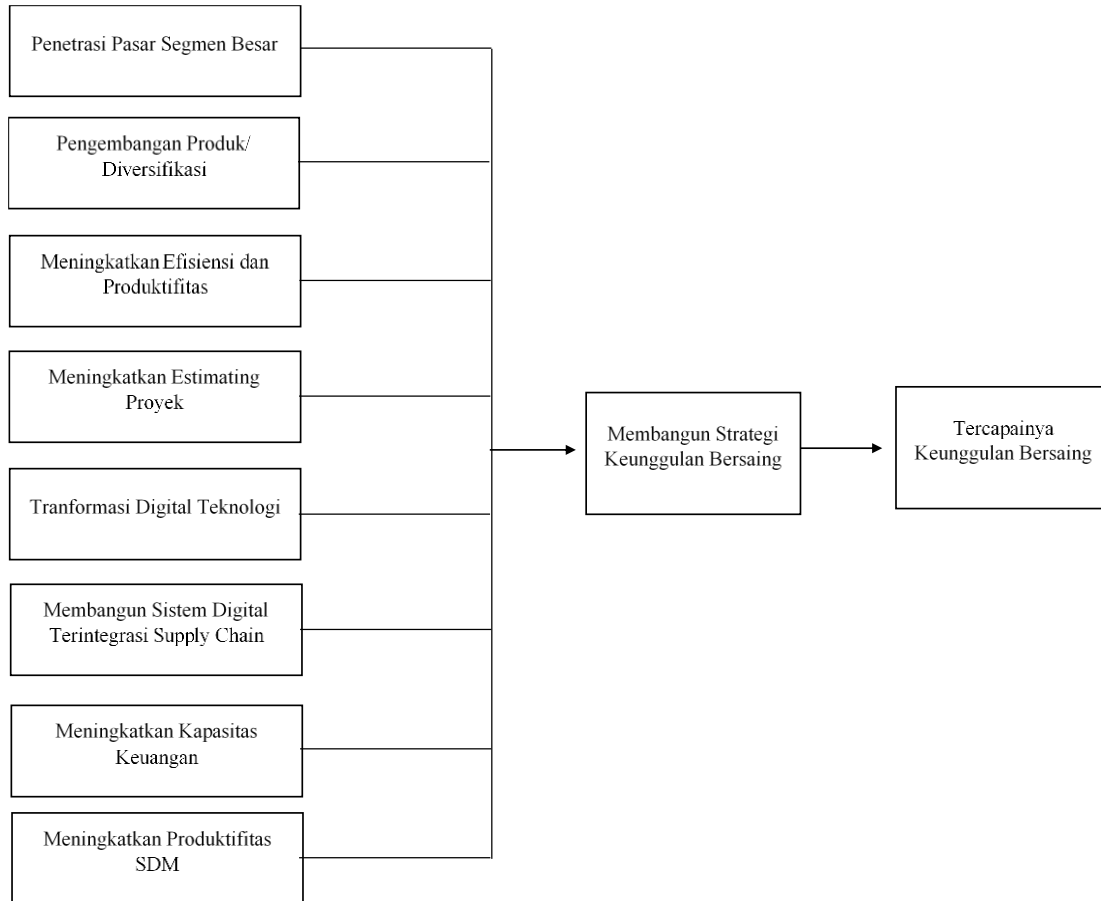 Penetrasi Pasar Segmen Besar
Pengembangan Produk/
Diversifikasi
Meningkatkan Efisiensi dan
Produktifitas
Meningkatkan Estimating
Proyek
Tranformasi Digital Teknologi
Membangun Sistem Digital
Terintegrasi Supply Chain
Meningkatkan Kapasitas
Keuangan
Meningkatkan Produktifitas
SDM
Membangun Strategi
Keunggulan Bersaing
Tercapainya
Keunggulan Bersaing